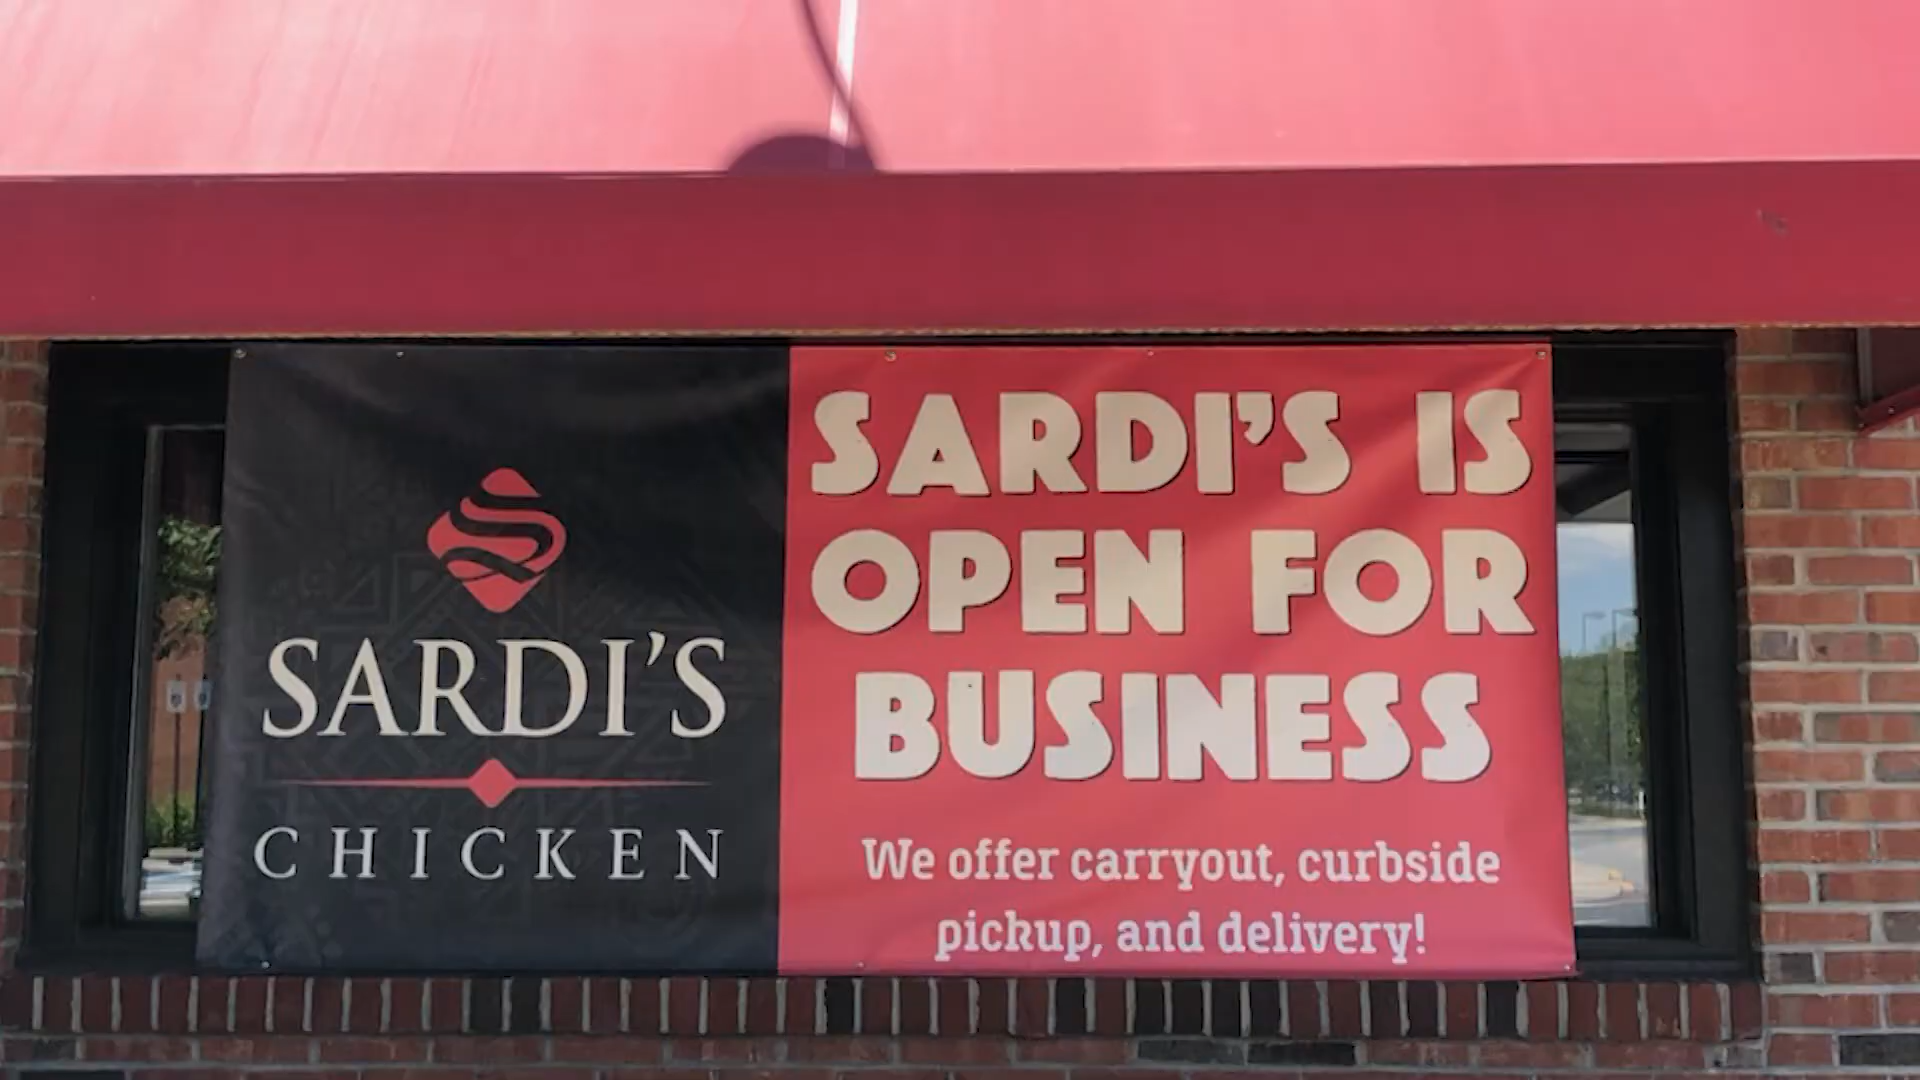 SARDI'S
CHICKEN
SARDI'S IS
OPEN FOR
BUSINESS
We offer carryout, curbside
pickup, and delivery!